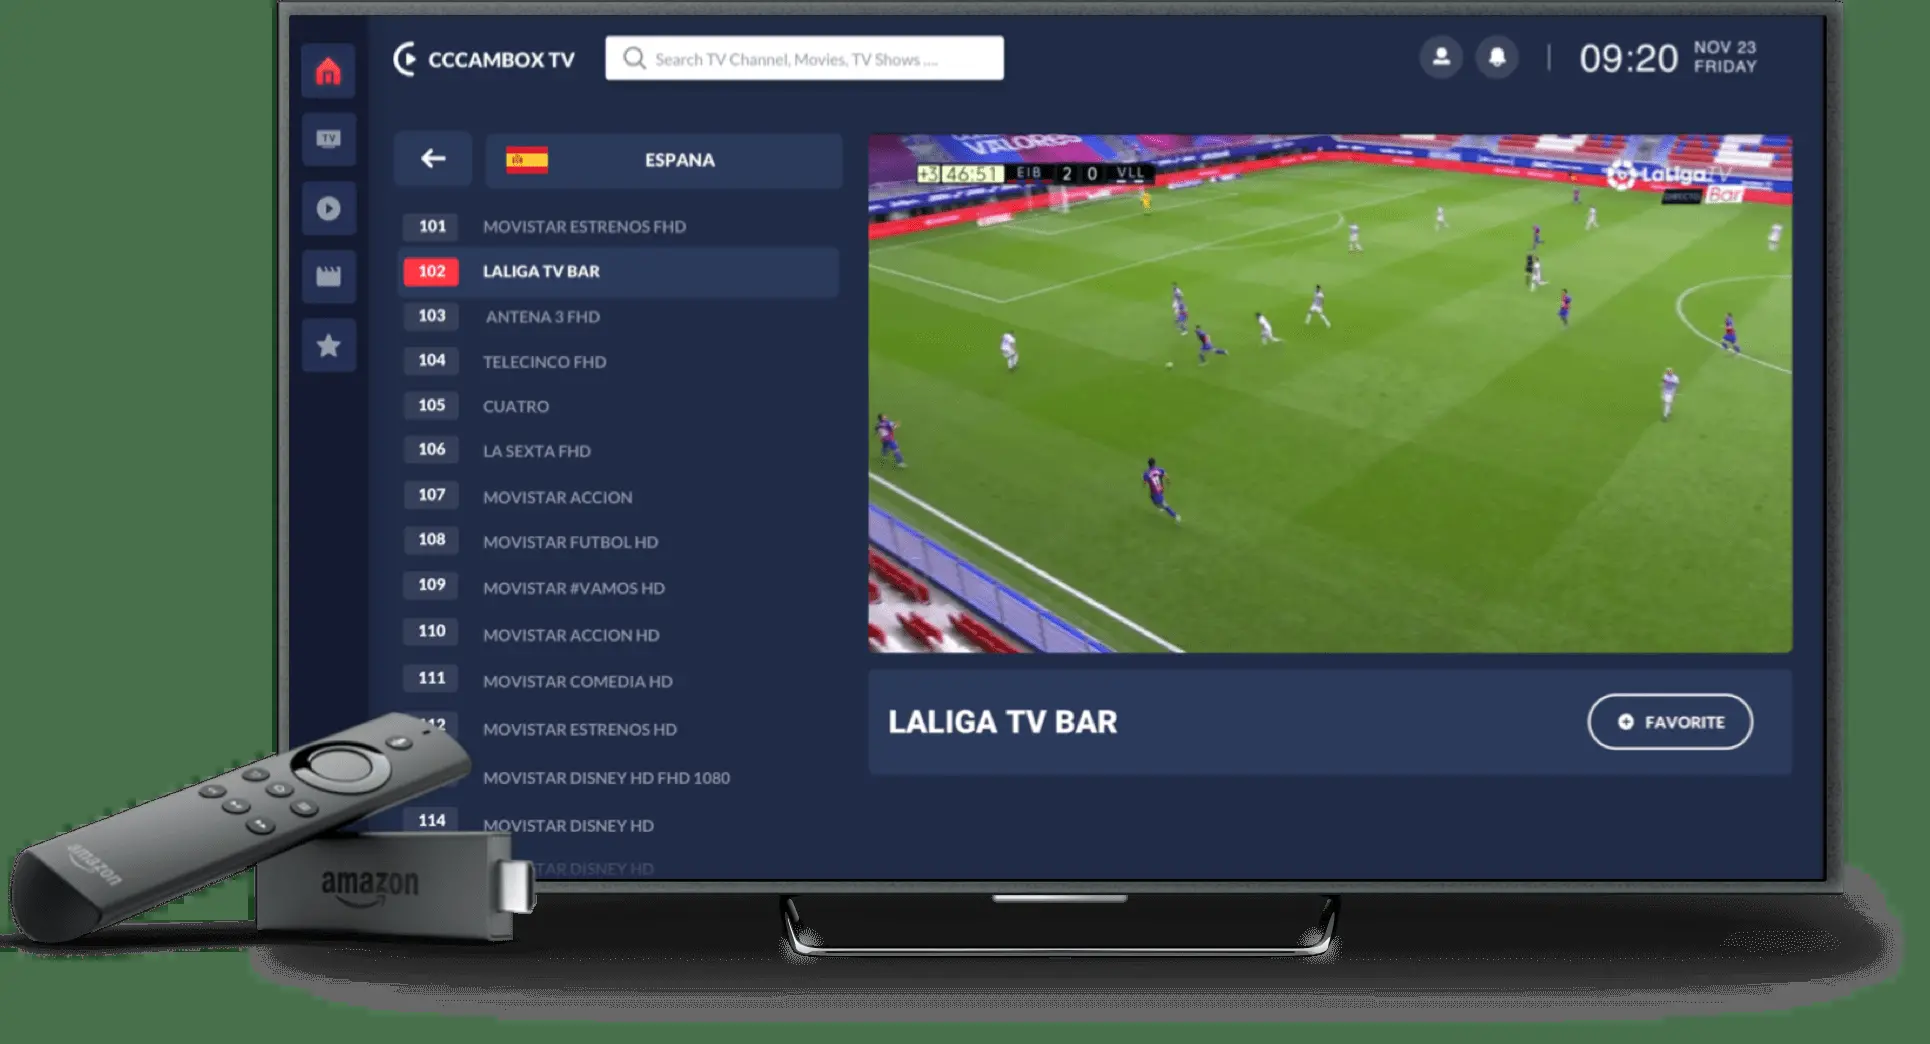 CCCAMBOX TV
Search TV Channel, Movies, TV Shows ....
09:20
NOV 23
FRIDAY
TV
ESPANA
101 MOVISTAR ESTRENOS FHD
102 LALIGA TV BAR
103 ANTENA 3 FHD
104 TELECINCO FHD
105 CUATRO
106 LA SEXTA FHD
107 MOVISTAR ACCION
108 MOVISTAR FUTBOL HD
109 MOVISTAR #VAMOS HD
110 MOVISTAR ACCION HD
111 MOVISTAR COMEDIA HD
112 MOVISTAR ESTRENOS HD
MOVISTAR DISNEY HD FHD 1080
114 MOVISTAR DISNEY HD
TAR DISNEY HD
VALORES
+3 46:51 EIB 2 0 VLL
LaLiga TV
DIRECTO Bar
LALIGA TV BAR
FAVORITE
amazon
amazon